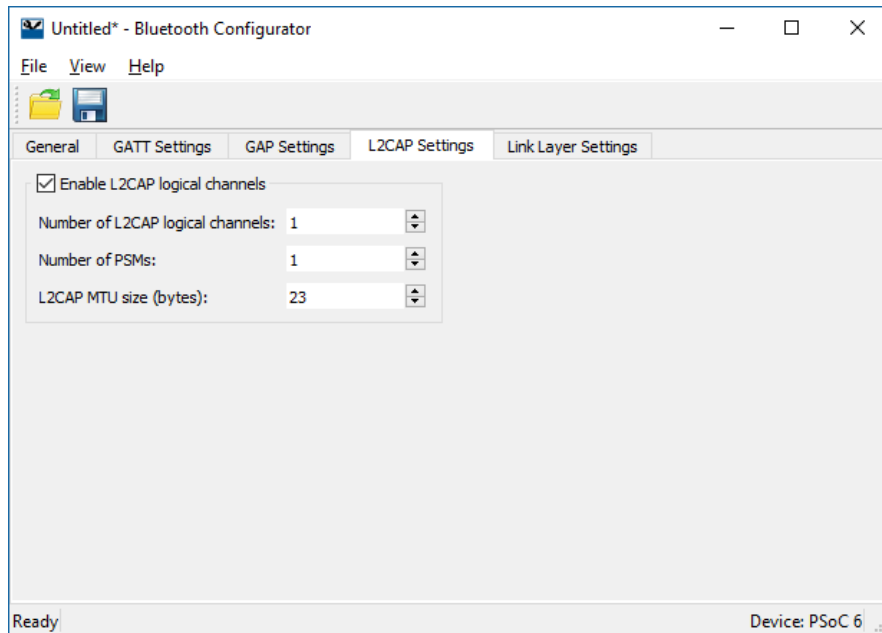 Untitled* - Bluetooth Configurator
File View Help
General GATT Settings GAP Settings L2CAP Settings Link Layer Settings
Enable L2CAP logical channels
Number of L2CAP logical channels: 1
Number of PSMs: 1
L2CAP MTU size (bytes): 23
Ready Device: PSoC 6